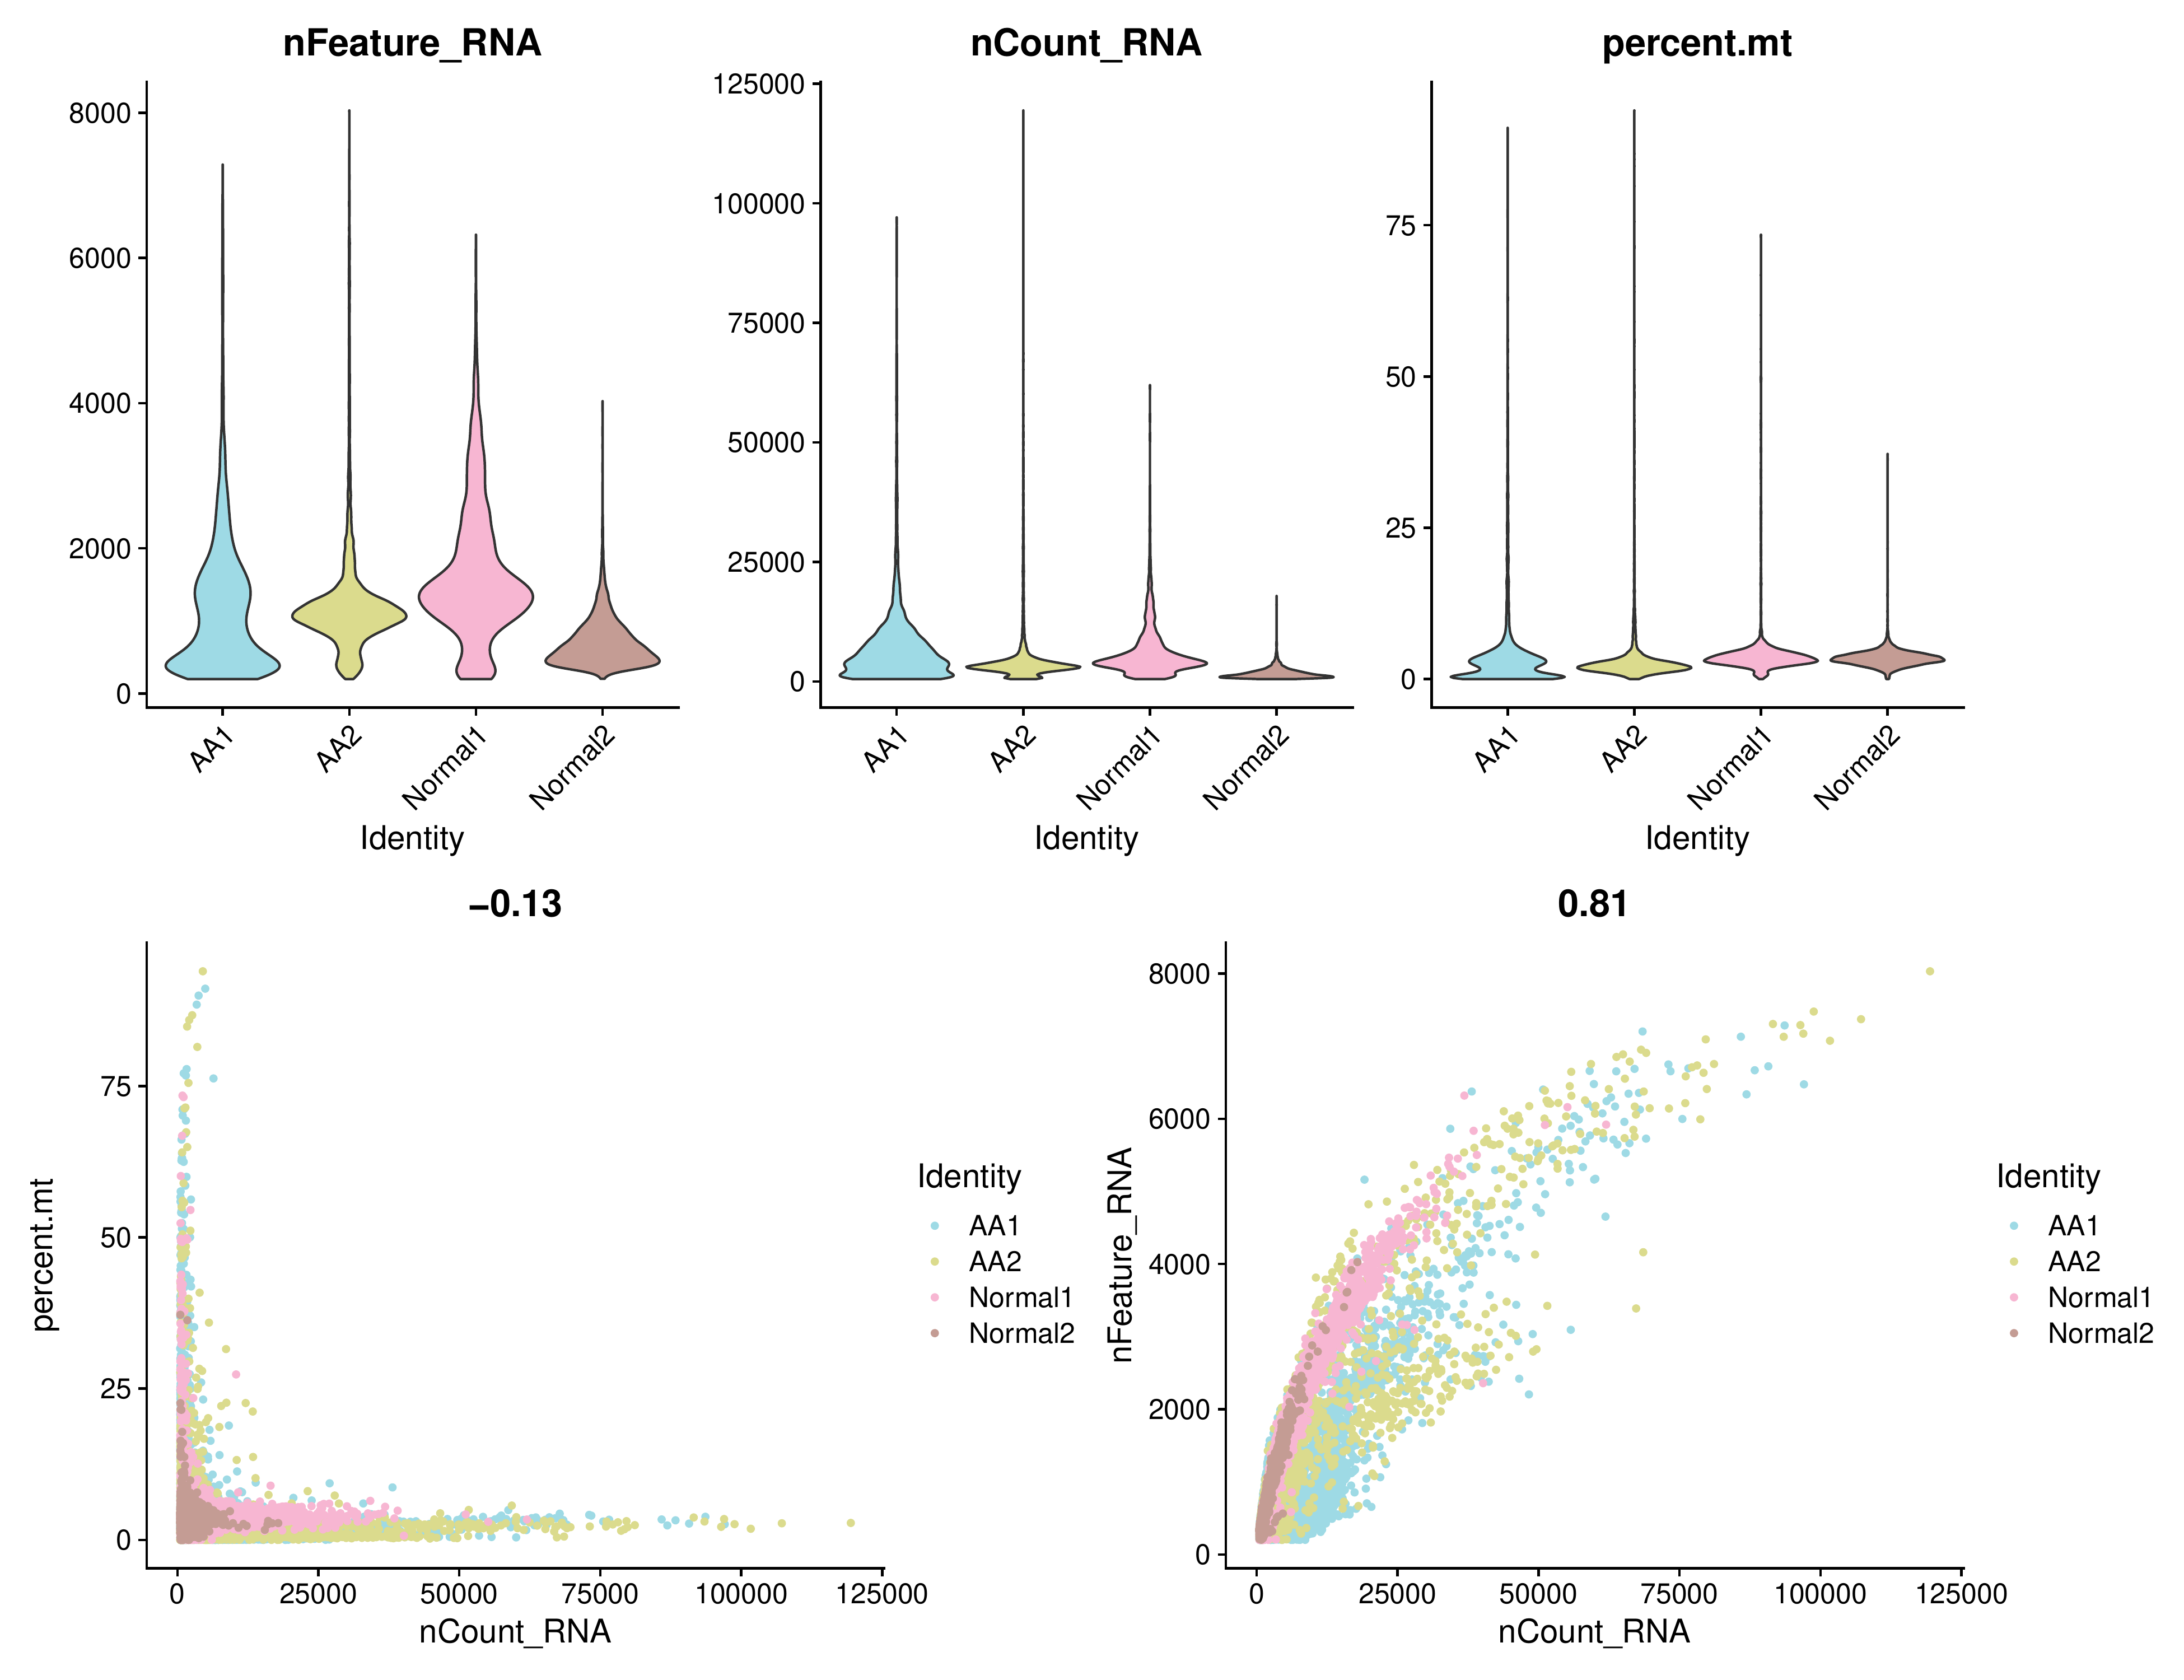 nFeature_RNA
8000
6000
4000
2000
0
AA1
AA2
Normal1
Normal2
Identity
nCount_RNA
125000
100000
75000
50000
25000
0
AA1
AA2
Normal1
Normal2
Identity
percent.mt
75
50
25
0
AA1
AA2
Normal1
Normal2
Identity
−0.13
percent.mt
75
50
25
0
0
25000
50000
75000
100000
125000
nCount_RNA
Identity
AA1
AA2
Normal1
Normal2
0.81
nFeature_RNA
8000
6000
4000
2000
0
0
25000
50000
75000
100000
125000
nCount_RNA
Identity
AA1
AA2
Normal1
Normal2